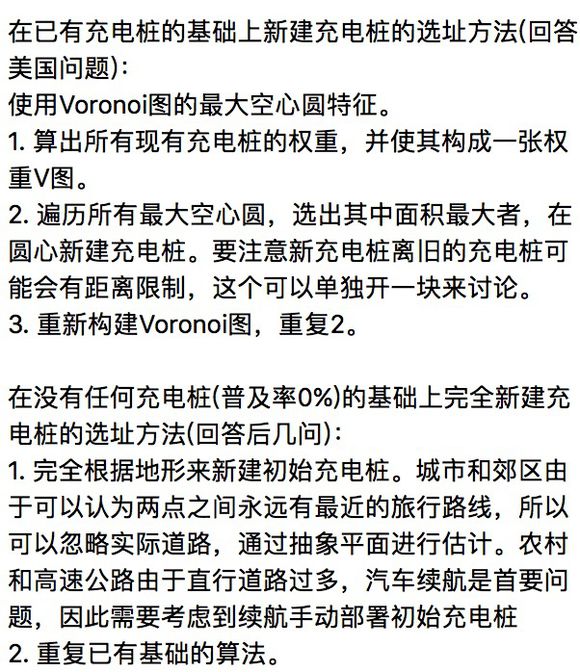 在已有充电桩的基础上新建充电桩的选址方法(回答
美国问题)：
使用Voronoi图的最大空心圆特征。
1. 算出所有现有充电桩的权重，并使其构成一张权
重V图。
2. 遍历所有最大空心圆，选出其中面积最大者，在
圆心新建充电桩。要注意新充电桩离旧的充电桩可
能会有距离限制，这个可以单独开一块来讨论。
3. 重新构建Voronoi图，重复2。
在没有任何充电桩(普及率0%)的基础上完全新建充
电桩的选址方法(回答后几问)：
1. 完全根据地形来新建初始充电桩。城市和郊区由
于可以认为两点之间永远有最近的旅行路线，所以
可以忽略实际道路，通过抽象平面进行估计。农村
和高速公路由于直行道路过多，汽车续航是首要问
题，因此需要考虑到续航手动部署初始充电桩
2. 重复已有基础的算法。